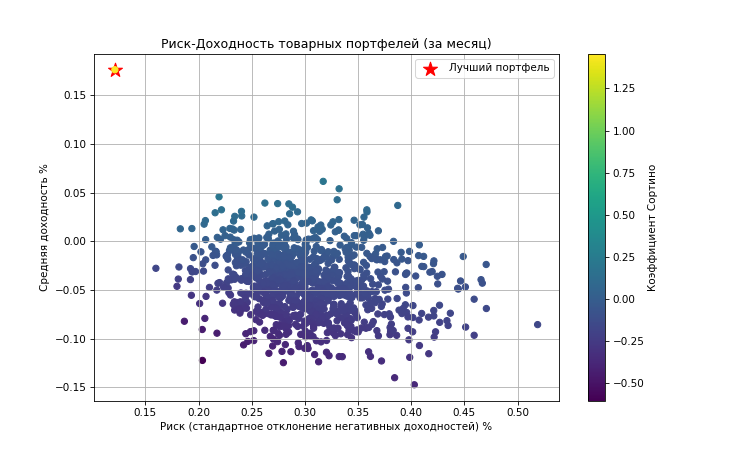 Риск-Доходность товарных портфелей (за месяц)
Лучший портфель
Средняя доходность %
0.15
0.10
0.05
0.00
−0.05
−0.10
−0.15
0.15 0.20 0.25 0.30 0.35 0.40 0.45 0.50
Риск (стандартное отклонение негативных доходностей) %
1.25
1.00
0.75
0.50
0.25
0.00
−0.25
−0.50
Коэффициент Сортино